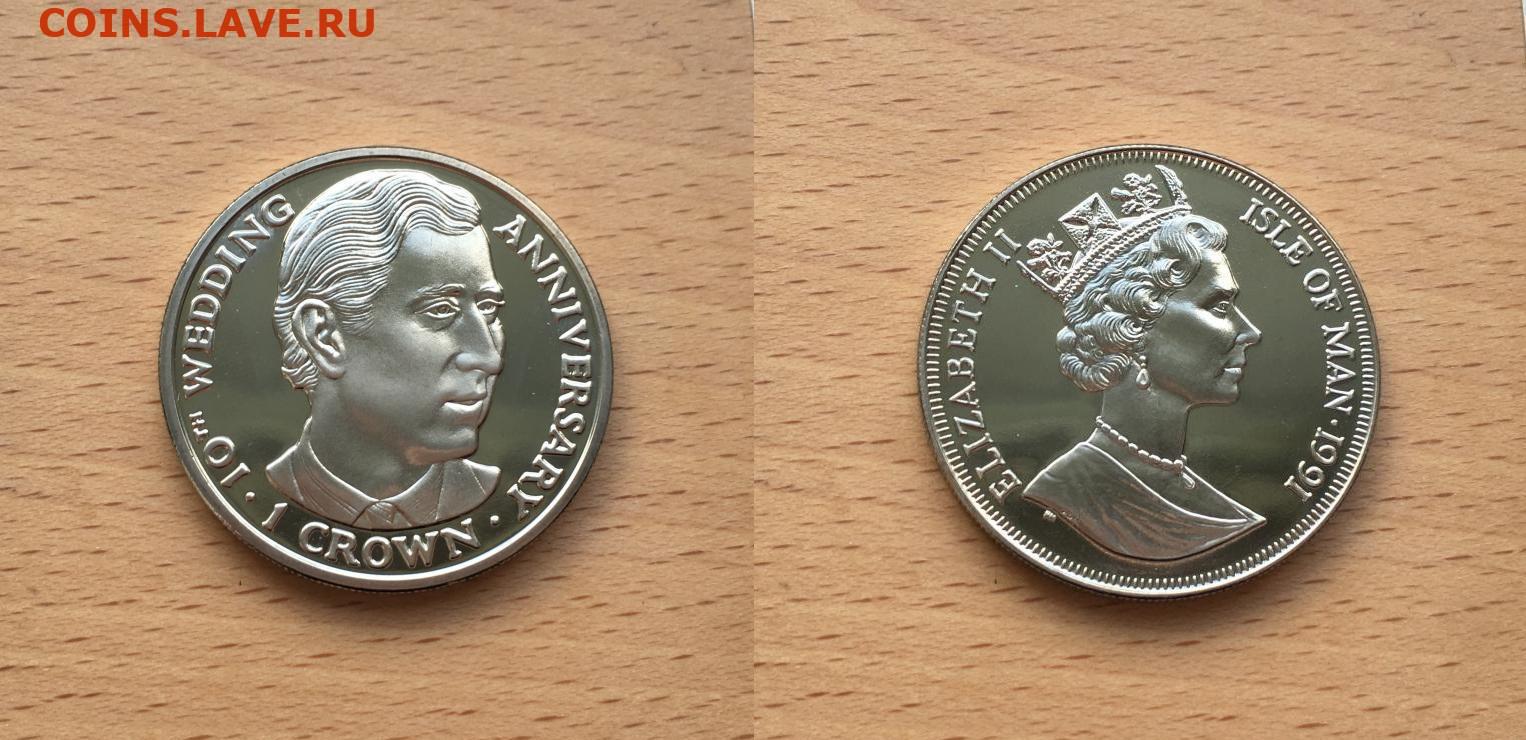 COINS.LAVE.RU
10TH WEDDING ANNIVERSARY
· 1 CROWN ·
ELIZABETH II
ISLE OF MAN · 1991